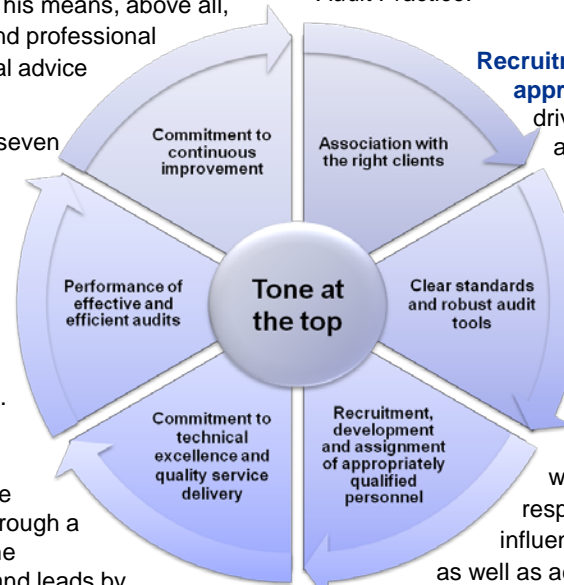 his means, above all,
nd professional
al advice
seven
Audit Practice.
Recruitm
appr
driv
a
Commitment to
continuous
improvement
Association with
the right clients
Performance of
effective and
efficient audits
Tone at
the top
Clear standards
and robust audit
tools
Commitment to
technical
excellence and
quality service
delivery
Recruitment,
development
and assignment
of appropriately
qualified
personnel
.
e
rough a
ne
and leads by
w
resp
influen
as well as ac